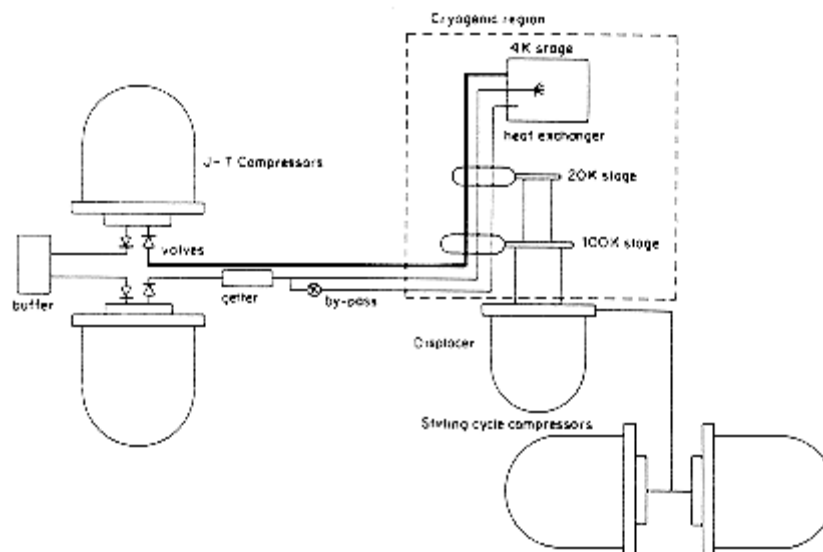 Cryogenic region
4K stage
heat exchanger
J-T Compressors
20K stage
valves
100K stage
buffer
getter
by-pass
Displacer
Stirling cycle compressors